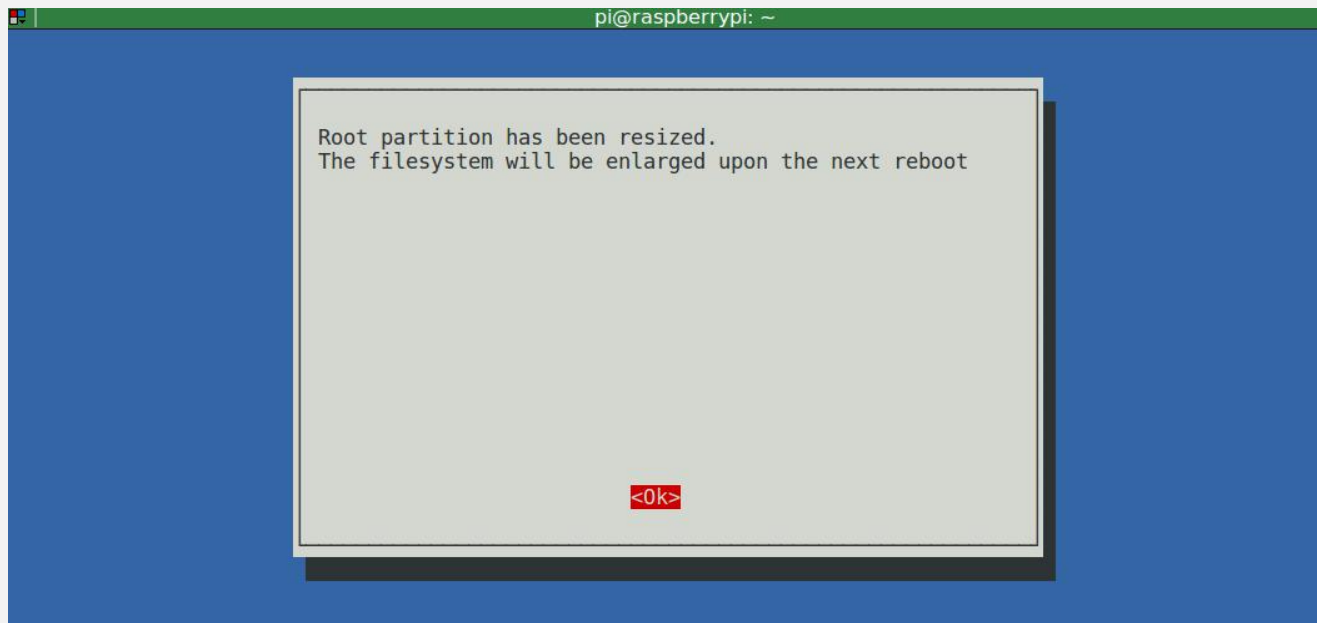 pi@raspberrypi: ~
Root partition has been resized.
The filesystem will be enlarged upon the next reboot
<Ok>